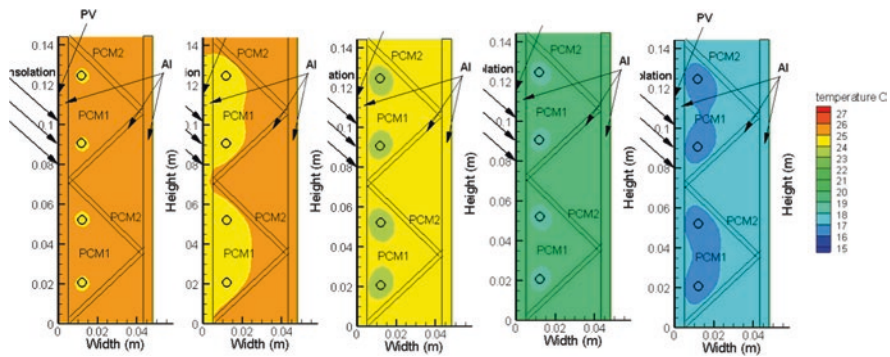 PV
0.14
PCM2
Al
nsolation
0.12
0.1
PCM1
0.08
Height (m)
0.06
PCM2
0.04
PCM1
0.02
0
0 0.02 0.04
Width (m)
0.14
PCM2
Al
nsolation
0.12
0.1
PCM1
0.08
Height (m)
0.06
PCM2
0.04
PCM1
0.02
0
0 0.02 0.04
Width (m)
PV
0.14
PCM2
Al
lation
0.12
0.1
PCM1
0.08
Height (m)
0.06
PCM2
0.04
PCM1
0.02
0
0 0.02 0.04
Width (m)
PV
0.14
PCM2
Al
olation
0.12
0.1
PCM1
0.08
Height (m)
0.06
PCM2
0.04
PCM1
0.02
0
0 0.02 0.04
Width (m)
PV
0.14
PCM2
Al
olation
0.12
0.1
PCM1
0.08
0.06
PCM2
0.04
PCM1
0.02
0
0 0.02 0.04
Width (m)
temperature C
27
26
25
24
23
22
21
20
19
18
17
16
15